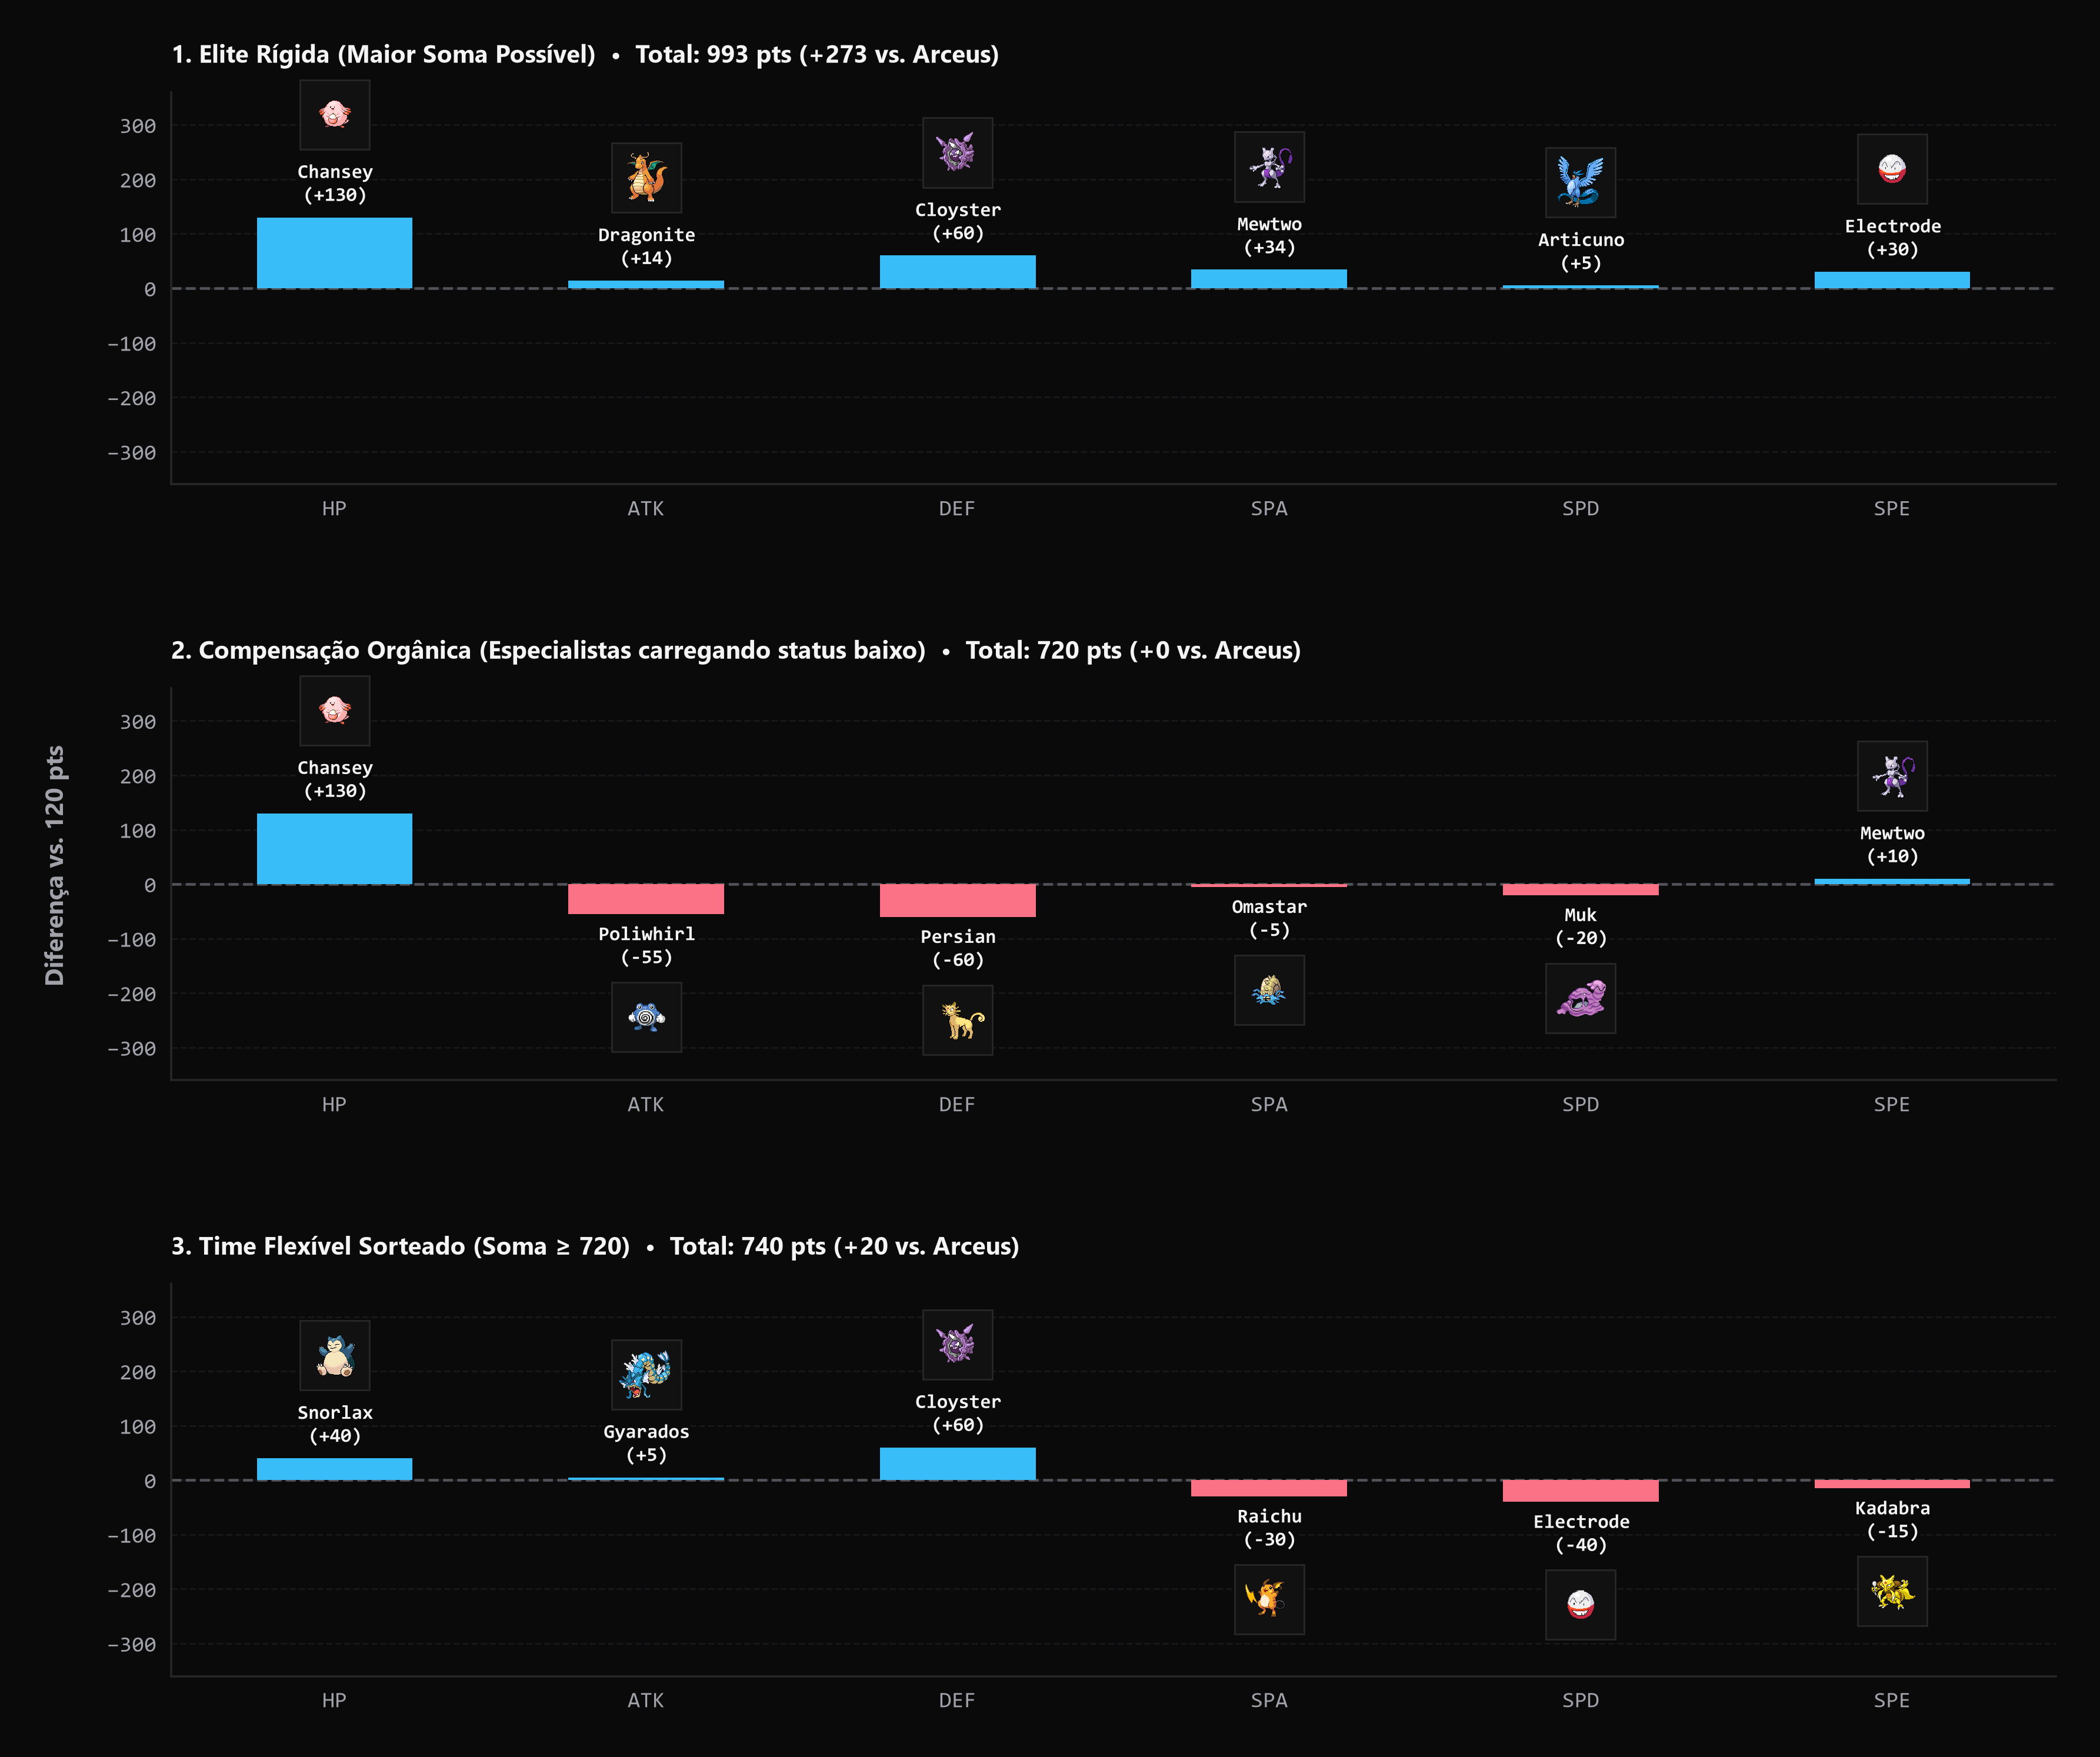 1. Elite Rígida (Maior Soma Possível) • Total: 993 pts (+273 vs. Arceus)
300
200
100
0
−100
−200
−300
Chansey
(+130)
Dragonite
(+14)
Cloyster
(+60)
Mewtwo
(+34)
Articuno
(+5)
Electrode
(+30)
HP ATK DEF SPA SPD SPE
Diferença vs. 120 pts
2. Compensação Orgânica (Especialistas carregando status baixo) • Total: 720 pts (+0 vs. Arceus)
300
200
100
0
−100
−200
−300
Chansey
(+130)
Poliwhirl
(-55)
Persian
(-60)
Omastar
(-5)
Muk
(-20)
Mewtwo
(+10)
HP ATK DEF SPA SPD SPE
3. Time Flexível Sorteado (Soma ≥ 720) • Total: 740 pts (+20 vs. Arceus)
300
200
100
0
−100
−200
−300
Snorlax
(+40)
Gyarados
(+5)
Cloyster
(+60)
Raichu
(-30)
Electrode
(-40)
Kadabra
(-15)
HP ATK DEF SPA SPD SPE